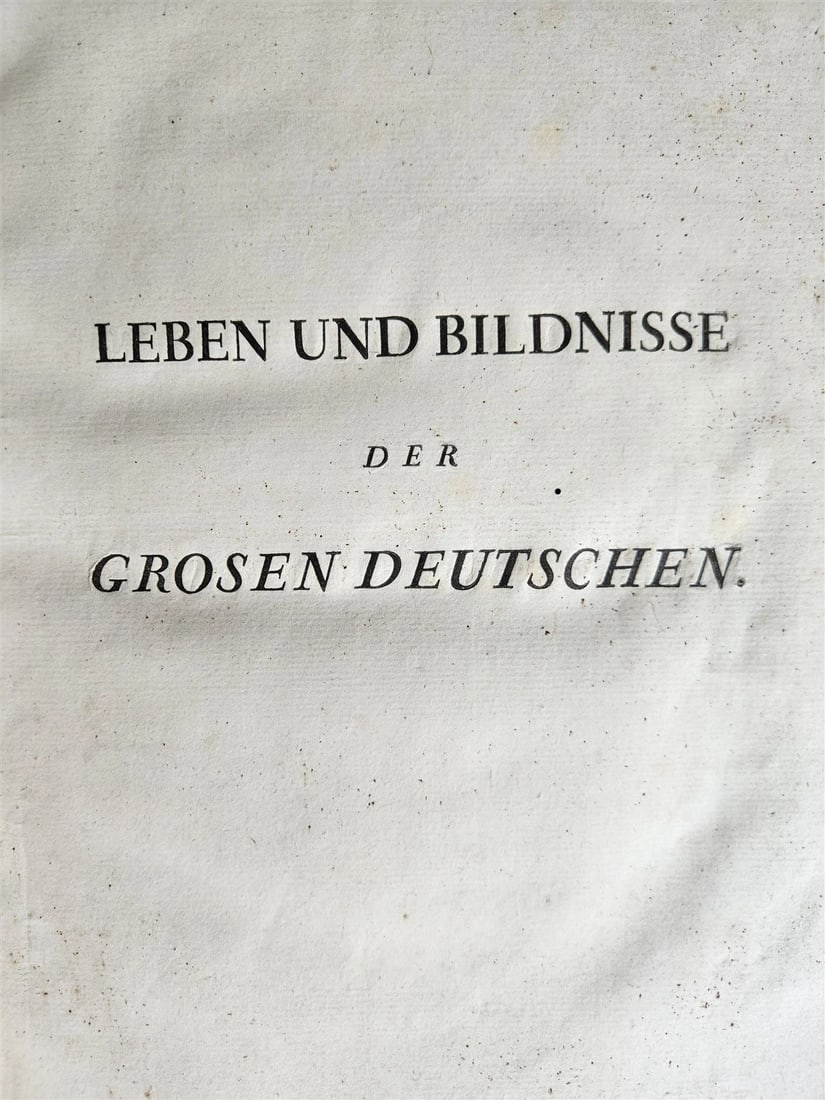 LEBEN UND BILDNISSE
DER
GROSEN DEUTSCHEN.